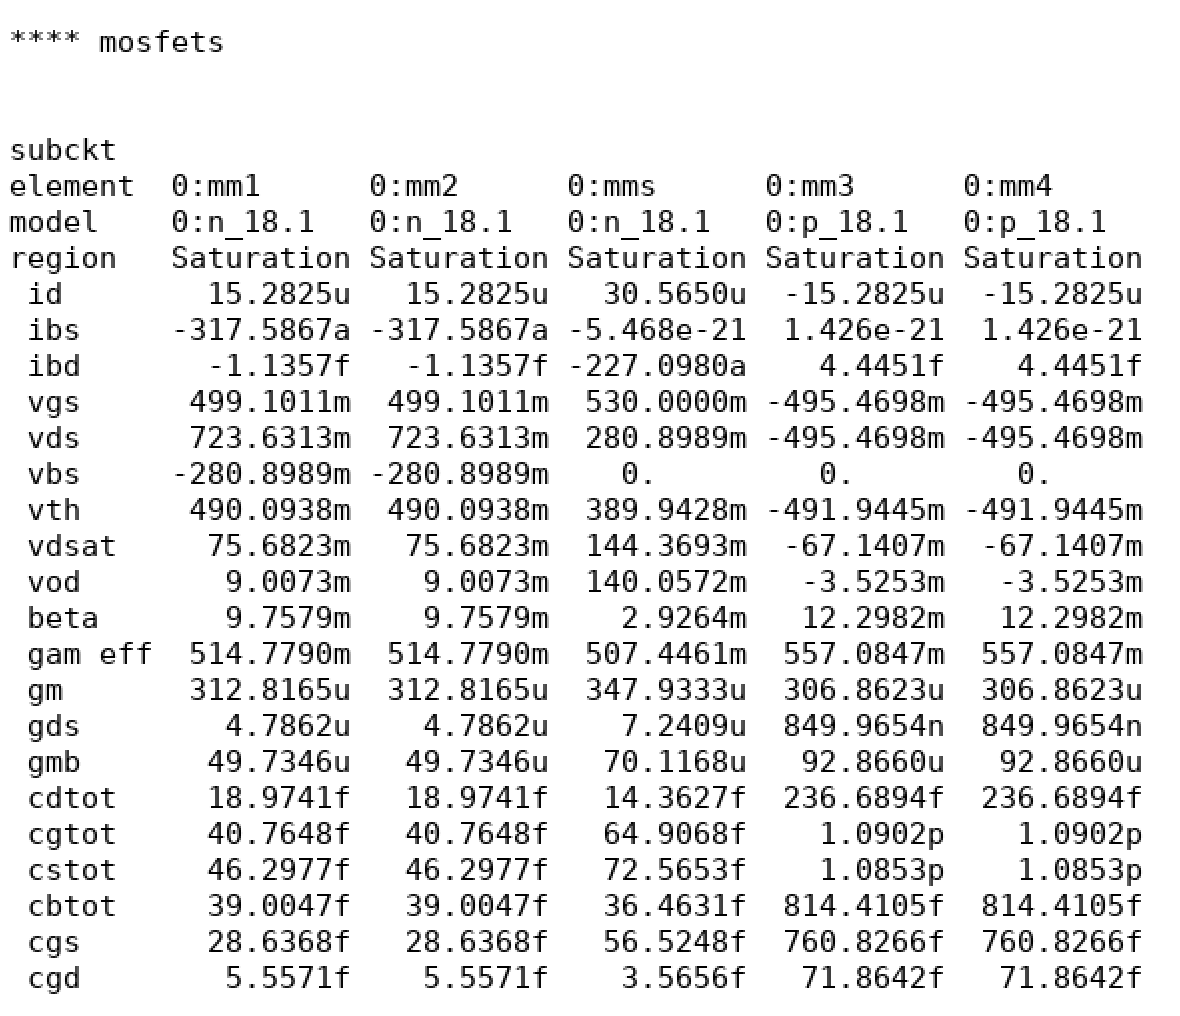 **** mosfets
subckt
element  0:mm1      0:mm2      0:mms      0:mm3      0:mm4
model    0:n_18.1   0:n_18.1   0:n_18.1   0:p_18.1   0:p_18.1
region   Saturation Saturation Saturation Saturation Saturation
 id        15.2825u   15.2825u   30.5650u  -15.2825u  -15.2825u
 ibs     -317.5867a -317.5867a -5.468e-21  1.426e-21  1.426e-21
 ibd       -1.1357f   -1.1357f -227.0980a    4.4451f    4.4451f
 vgs      499.1011m  499.1011m  530.0000m -495.4698m -495.4698m
 vds      723.6313m  723.6313m  280.8989m -495.4698m -495.4698m
 vbs     -280.8989m -280.8989m    0.         0.         0.
 vth      490.0938m  490.0938m  389.9428m -491.9445m -491.9445m
 vdsat     75.6823m   75.6823m  144.3693m  -67.1407m  -67.1407m
 vod        9.0073m    9.0073m  140.0572m   -3.5253m   -3.5253m
 beta       9.7579m    9.7579m    2.9264m   12.2982m   12.2982m
 gam eff  514.7790m  514.7790m  507.4461m  557.0847m  557.0847m
 gm       312.8165u  312.8165u  347.9333u  306.8623u  306.8623u
 gds        4.7862u    4.7862u    7.2409u  849.9654n  849.9654n
 gmb       49.7346u   49.7346u   70.1168u   92.8660u   92.8660u
 cdtot     18.9741f   18.9741f   14.3627f  236.6894f  236.6894f
 cgtot     40.7648f   40.7648f   64.9068f    1.0902p    1.0902p
 cstot     46.2977f   46.2977f   72.5653f    1.0853p    1.0853p
 cbtot     39.0047f   39.0047f   36.4631f  814.4105f  814.4105f
 cgs       28.6368f   28.6368f   56.5248f  760.8266f  760.8266f
 cgd        5.5571f    5.5571f    3.5656f   71.8642f   71.8642f